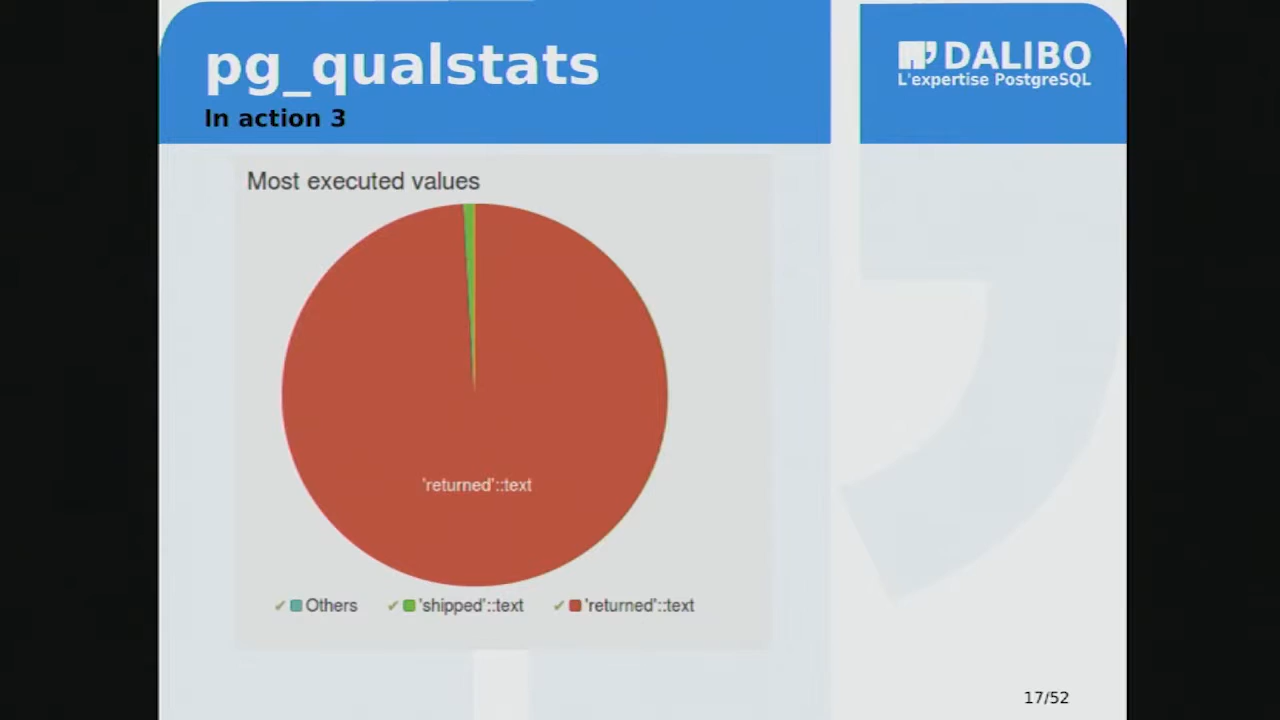 pg_qualstats
In action 3
DALIBO
L'expertise PostgreSQL
Most executed values
'returned'::text
Others 'shipped'::text 'returned'::text
17/52